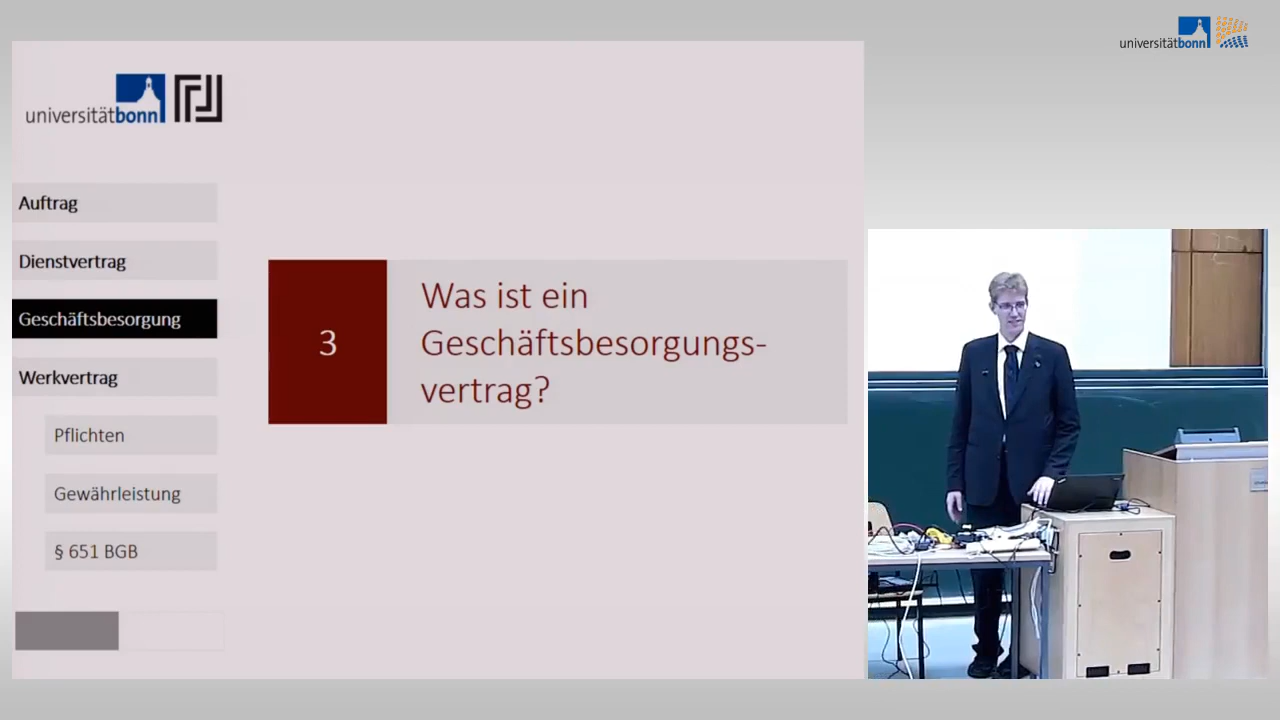 universitätbonn
universitätbonn
Auftrag
Dienstvertrag
Geschäftsbesorgung
Werkvertrag
Pflichten
Gewährleistung
§ 651 BGB
3
Was ist ein
Geschäftsbesorgungs-
vertrag?